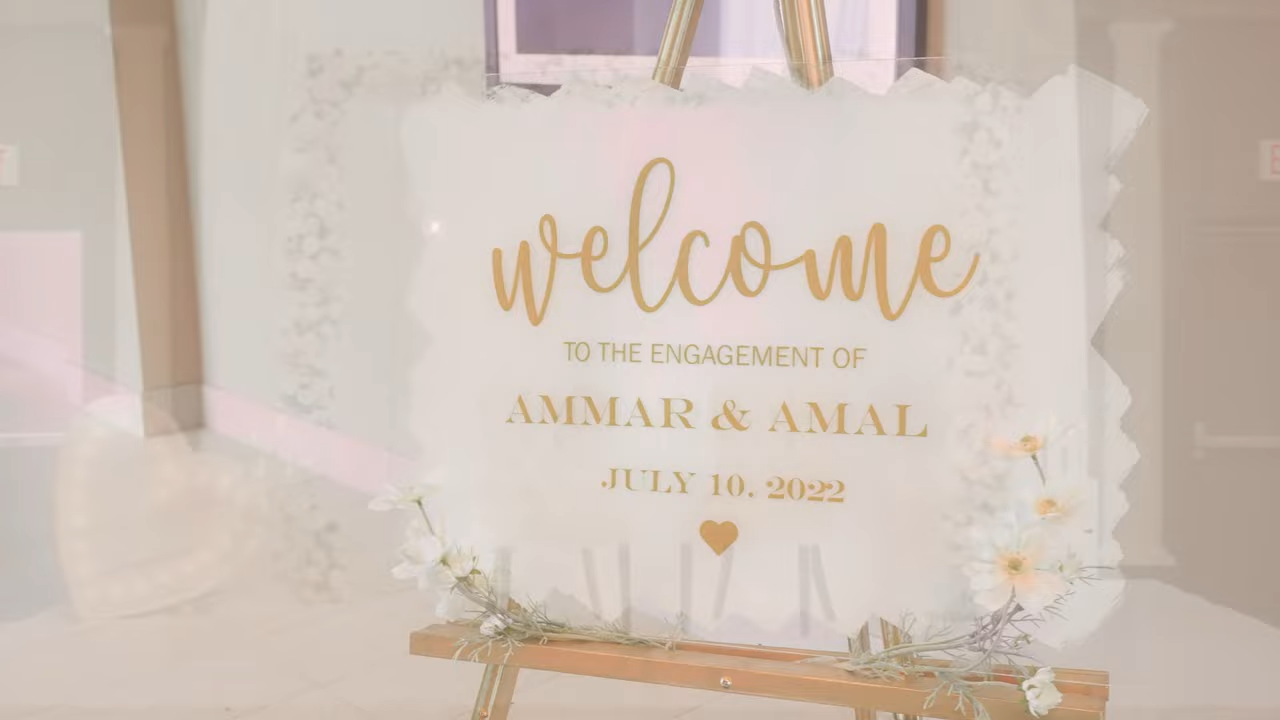 welcome
TO THE ENGAGEMENT OF
AMMAR & AMAL
JULY 10. 2022